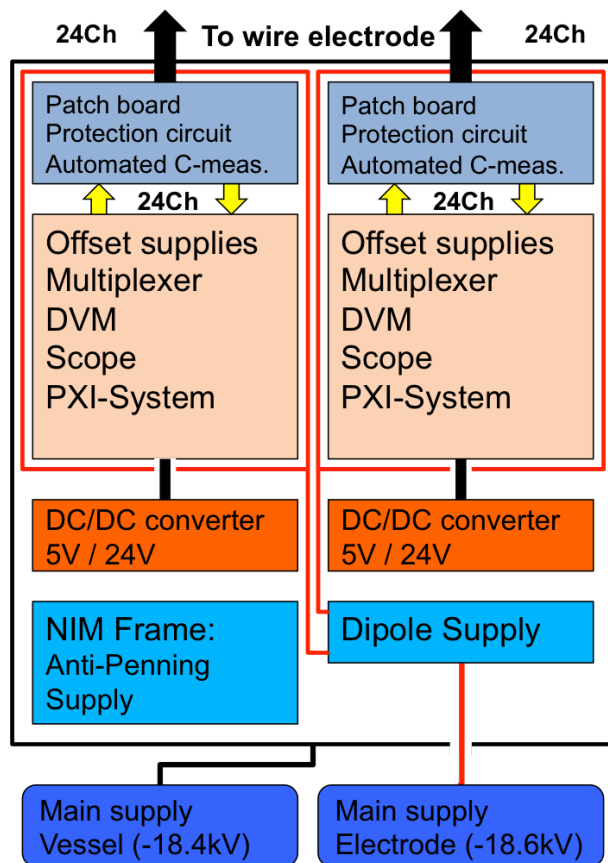 24Ch To wire electrode 24Ch
Patch board
Protection circuit
Automated C-meas.
24Ch
Offset supplies
Multiplexer
DVM
Scope
PXI-System
DC/DC converter
5V / 24V
NIM Frame:
Anti-Penning
Supply
Patch board
Protection circuit
Automated C-meas.
24Ch
Offset supplies
Multiplexer
DVM
Scope
PXI-System
DC/DC converter
5V / 24V
Dipole Supply
Main supply
Vessel (-18.4kV)
Main supply
Electrode (-18.6kV)